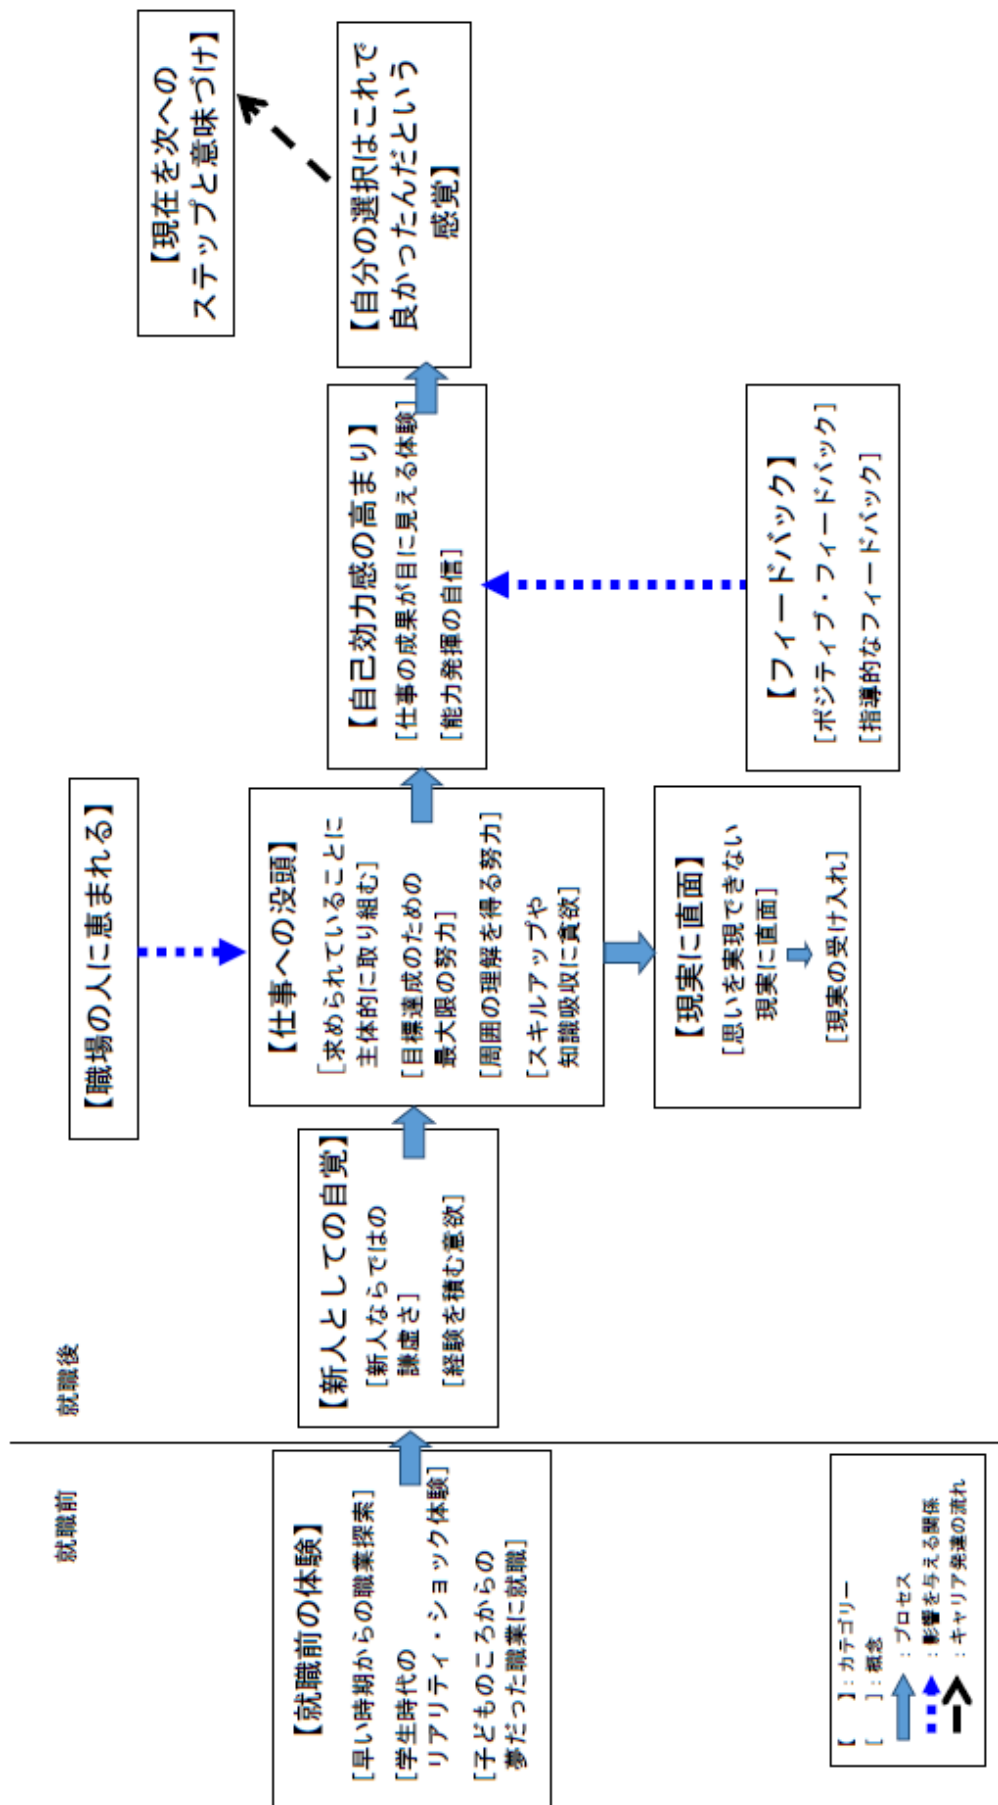 就職前
就職後
【就職前の体験】
[早い時期からの職業探索]
[学生時代の
リアリティ・ショック体験]
[子どものころからの
夢だった職業に就職]
【新人としての自覚】
[新人ならではの
謙虚さ]
[経験を積む意欲]
【職場の人に恵まれる】
【仕事への没頭】
[求められていることに
主体的に取り組む]
[目標達成のための
最大限の努力]
[周囲の理解を得る努力]
[スキルアップや
知識吸収に貪欲]
【現実に直面】
[思いを実現できない
現実に直面]
[現実の受け入れ]
【自己効力感の高まり】
[仕事の成果が目に見える体験]
[能力発揮の自信]
【フィードバック】
[ポジティブ・フィードバック]
[指導的なフィードバック]
【自分の選択はこれで
良かったんだという
感覚】
【現在を次への
ステップと意味づけ】
【　　】：カテゴリー
[　　]：概念
：プロセス
：影響を与える関係
：キャリア発達の流れ